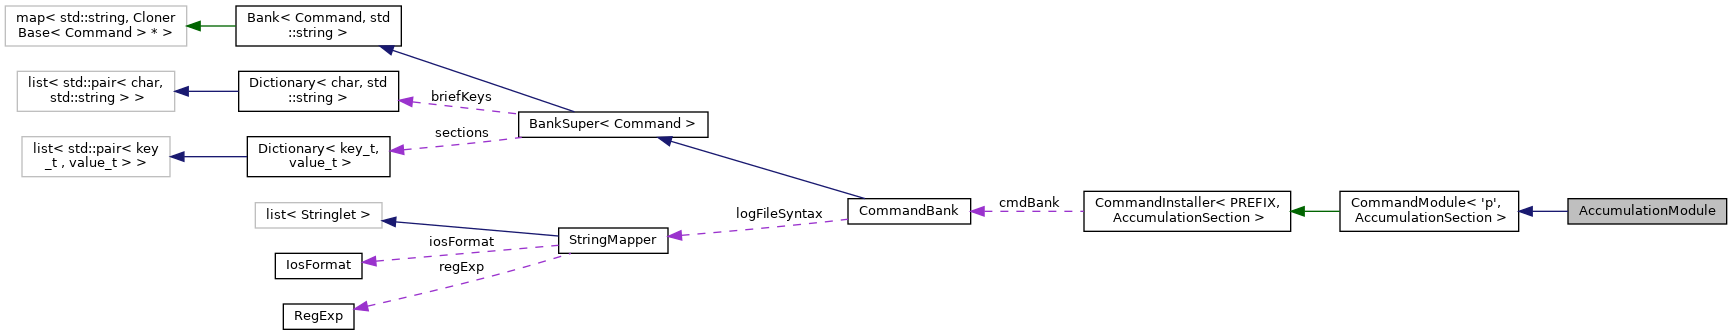 map< std::string, Cloner
Base< Command > * >
Bank< Command, std
::string >
list< std::pair< char,
std::string > >
Dictionary< char, std
::string >
briefKeys
BankSuper< Command >
sections
list< std::pair< key
_t , value_t > >
Dictionary< key_t,
value_t >
list< Stringlet >
logFileSyntax
CommandBank
cmdBank
CommandInstaller< PREFIX,
AccumulationSection >
CommandModule< 'p',
AccumulationSection >
AccumulationModule
StringMapper
iosFormat
IosFormat
regExp
RegExp